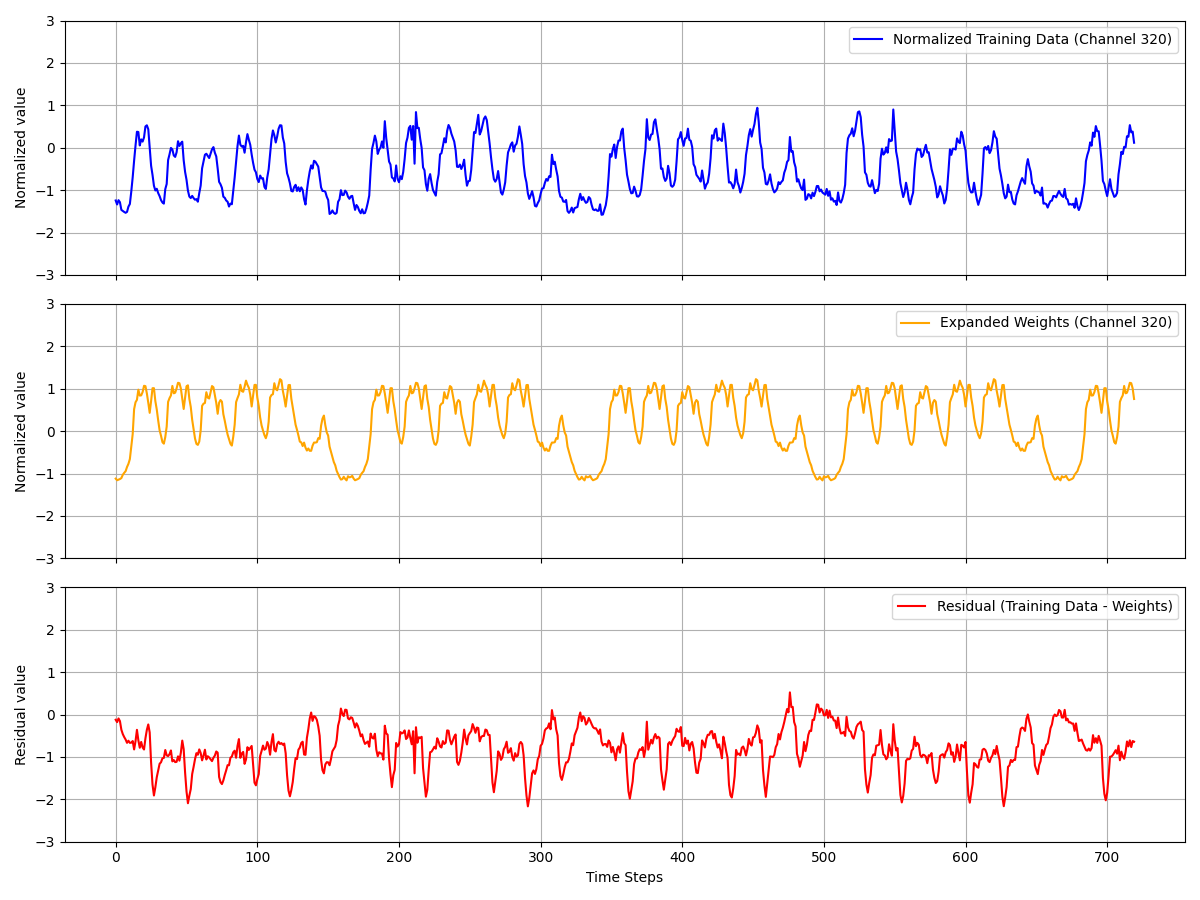 Normalized Training Data (Channel 320)
Normalized value
3
2
1
0
−1
−2
−3
Expanded Weights (Channel 320)
Normalized value
3
2
1
0
−1
−2
−3
Residual (Training Data - Weights)
Residual value
3
2
1
0
−1
−2
−3
0 100 200 300 400 500 600 700
Time Steps